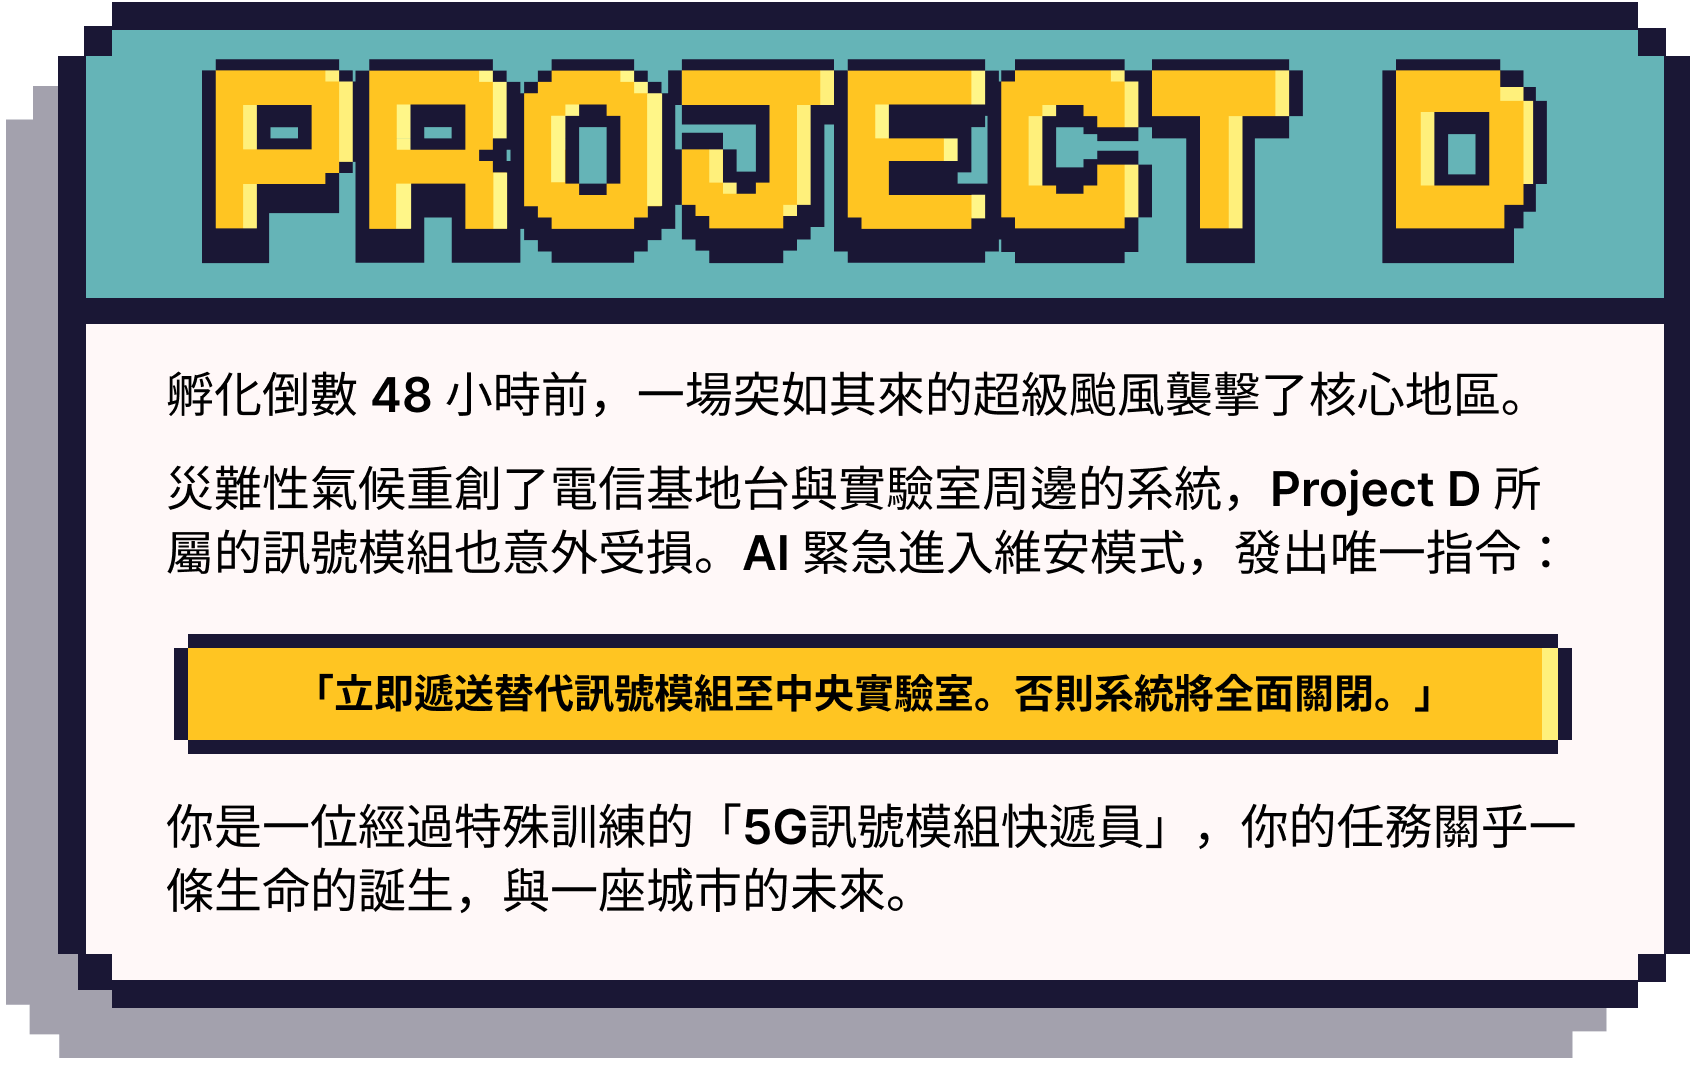 PROJECT D
孵化倒數 48 小時前，一場突如其來的超級颱風襲擊了核心地區。
災難性氣候重創了電信基地台與實驗室周邊的系統，Project D 所
屬的訊號模組也意外受損。AI 緊急進入維安模式，發出唯一指令：
「立即遞送替代訊號模組至中央實驗室。否則系統將全面關閉。」
你是一位經過特殊訓練的「5G訊號模組快遞員」，你的任務關乎一
條生命的誕生，與一座城市的未來。